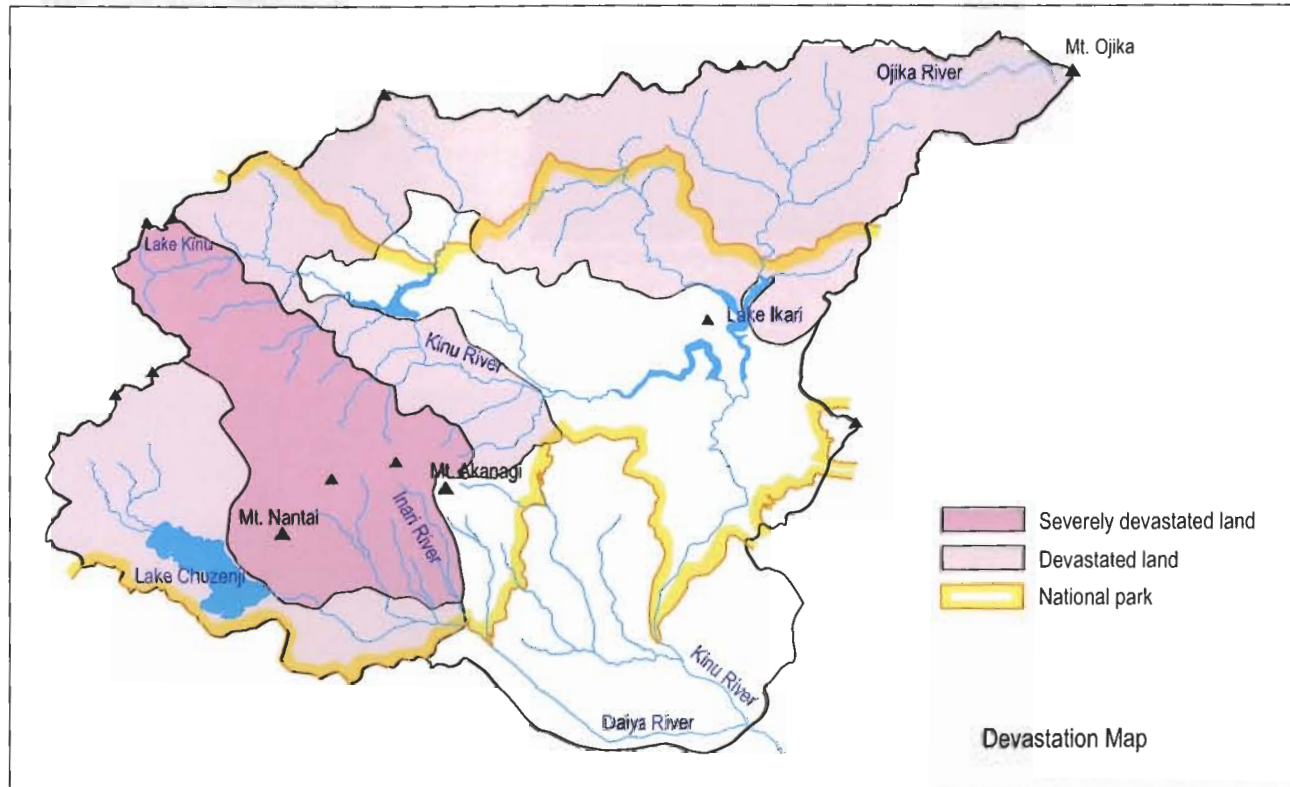 Mt. Ojika
Ojika River
Lake Kinu
Lake Ikari
Kinu River
Mt. Akanagi
Mt. Nantai
Inari River
Lake Chuzenji
Severely devastated land
Devastated land
National park
Kinu River
Daiya River
Devastation Map